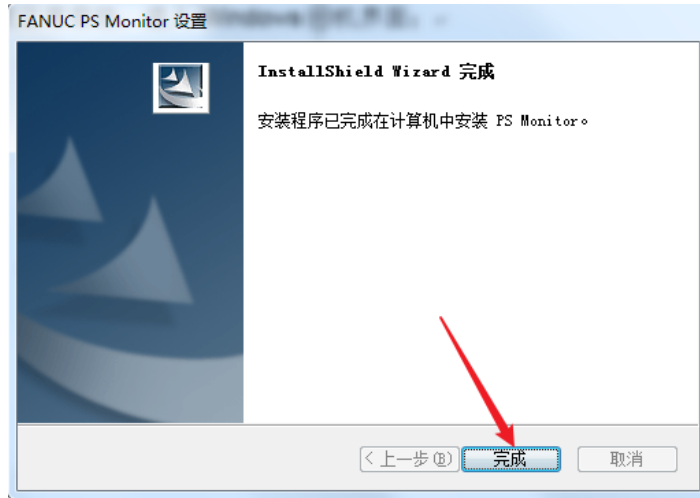 FANUC PS Monitor 设置
InstallShield Wizard 完成
安装程序已完成在计算机中安装 PS Monitor。
< 上一步(B)
完成
取消